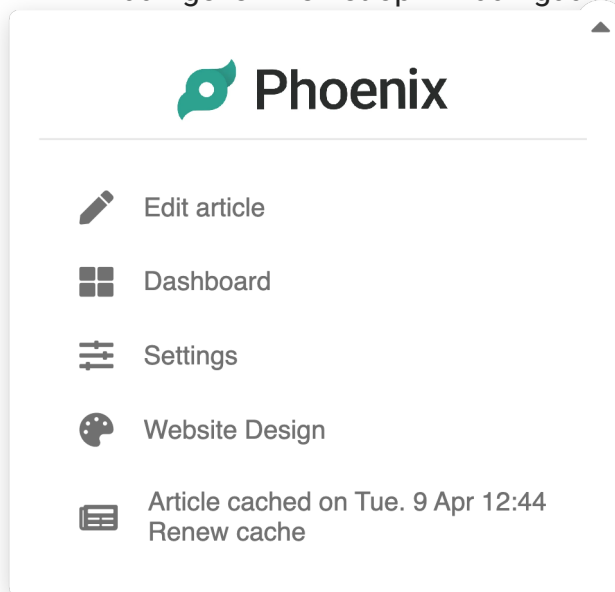 Phoenix
Edit article
Dashboard
Settings
Website Design
Article cached on Tue. 9 Apr 12:44
Renew cache